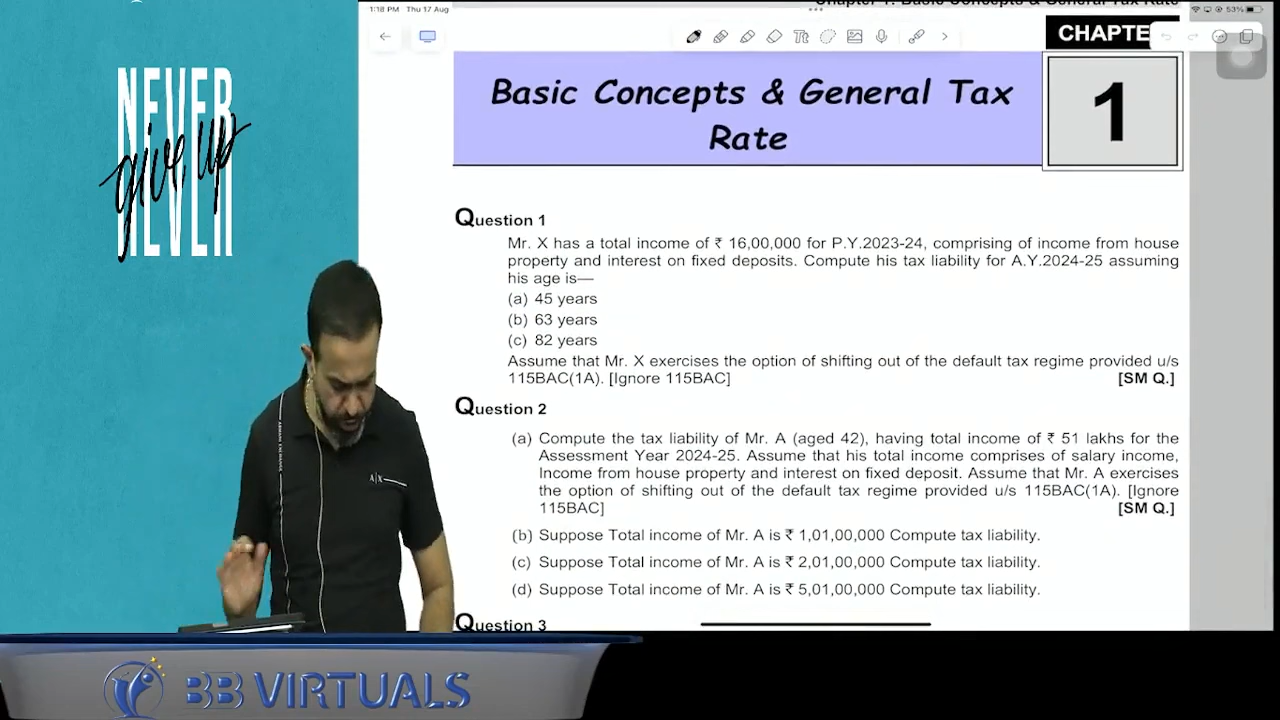 1:18 PM Thu 17 Aug
Chapter 1: Basic Concepts & General Tax Rate
53%
CHAPTE
Basic Concepts & General Tax
Rate
1
NEVER
give up
NEVER
Question 1
Mr. X has a total income of ₹ 16,00,000 for P.Y.2023-24, comprising of income from house
property and interest on fixed deposits. Compute his tax liability for A.Y.2024-25 assuming
his age is—
(a) 45 years
(b) 63 years
(c) 82 years
Assume that Mr. X exercises the option of shifting out of the default tax regime provided u/s
115BAC(1A). [Ignore 115BAC] [SM Q.]
Question 2
(a) Compute the tax liability of Mr. A (aged 42), having total income of ₹ 51 lakhs for the
Assessment Year 2024-25. Assume that his total income comprises of salary income,
Income from house property and interest on fixed deposit. Assume that Mr. A exercises
the option of shifting out of the default tax regime provided u/s 115BAC(1A). [Ignore
115BAC] [SM Q.]
(b) Suppose Total income of Mr. A is ₹ 1,01,00,000 Compute tax liability.
(c) Suppose Total income of Mr. A is ₹ 2,01,00,000 Compute tax liability.
(d) Suppose Total income of Mr. A is ₹ 5,01,00,000 Compute tax liability.
Question 3
A|X
BB VIRTUALS